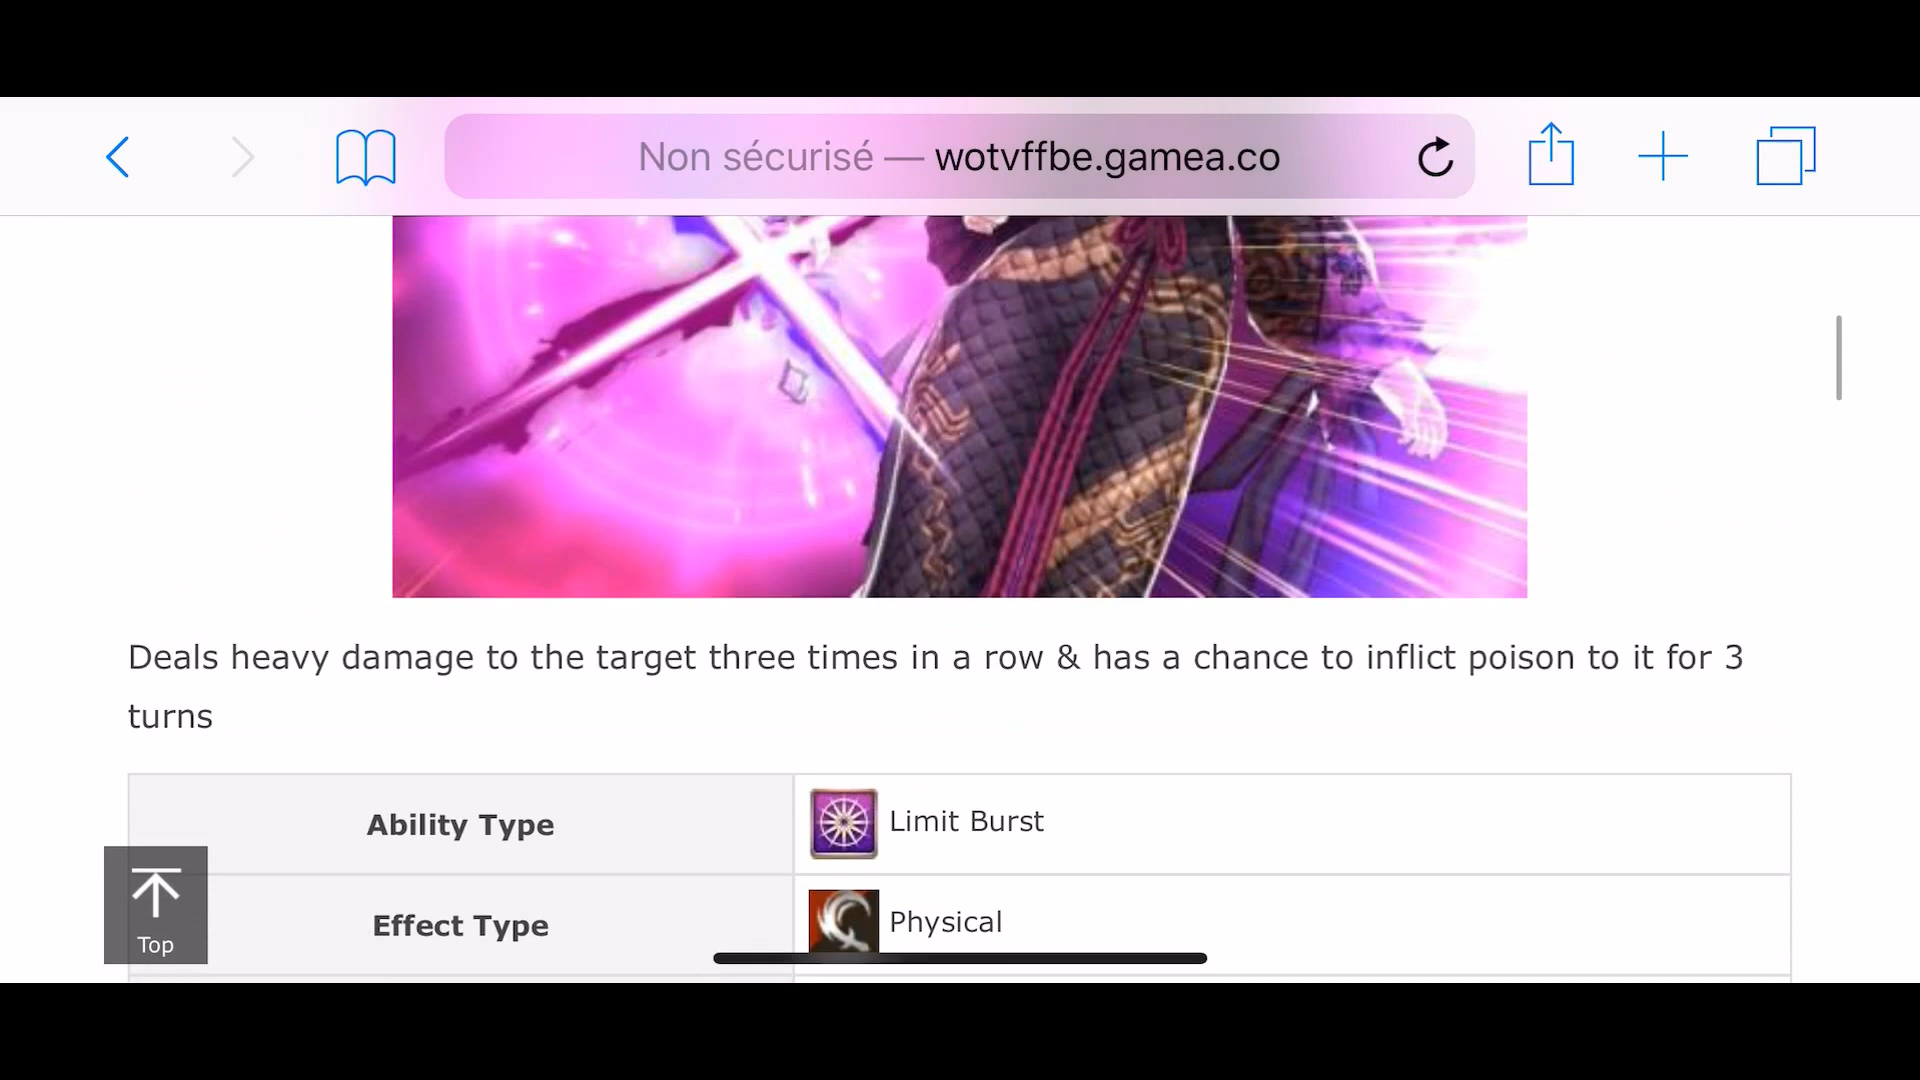 Non sécurisé — wotvffbe.gamea.co
Deals heavy damage to the target three times in a row & has a chance to inflict poison to it for 3
turns
Ability Type Limit Burst
Effect Type Physical
Top